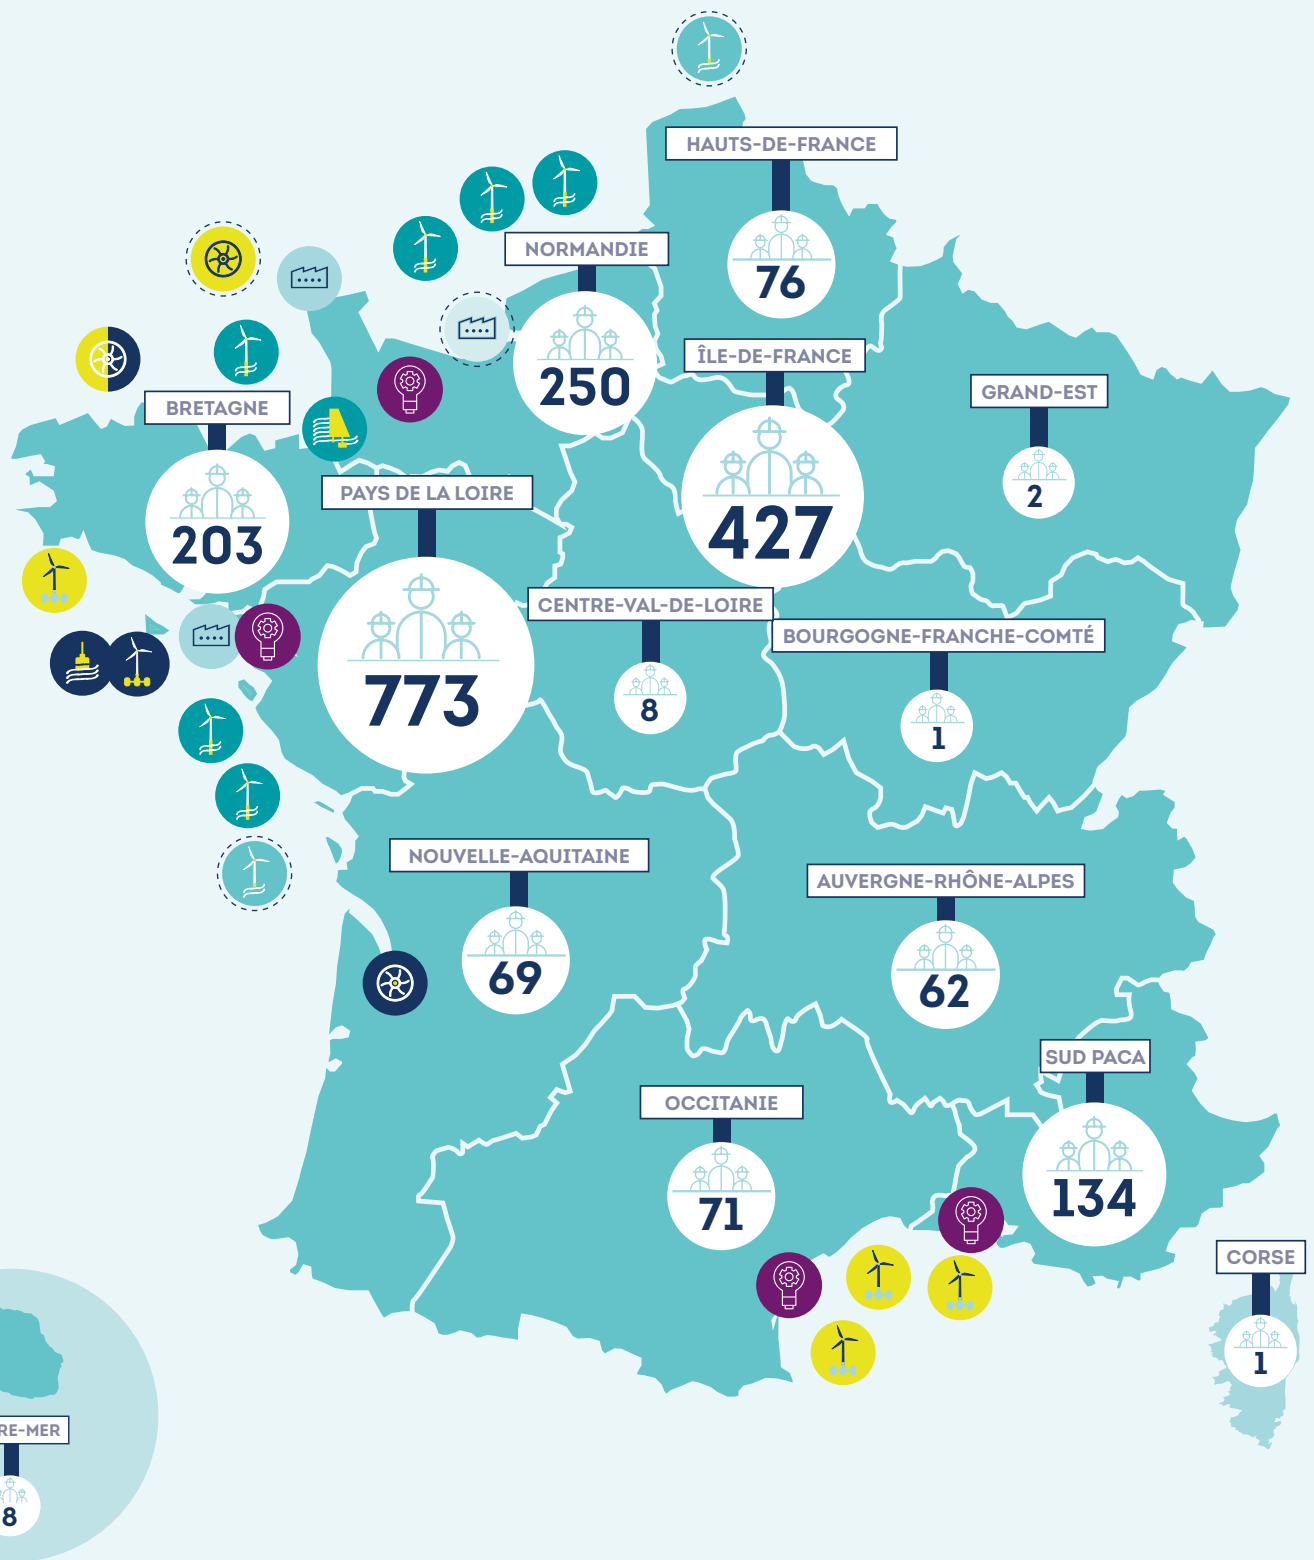 HAUTS-DE-FRANCE
76
NORMANDIE
250
ÎLE-DE-FRANCE
427
GRAND-EST
2
BRETAGNE
203
PAYS DE LA LOIRE
773
CENTRE-VAL-DE-LOIRE
8
BOURGOGNE-FRANCHE-COMTÉ
1
NOUVELLE-AQUITAINE
69
AUVERGNE-RHÔNE-ALPES
62
SUD PACA
134
OCCITANIE
71
CORSE
1
RE-MER
8